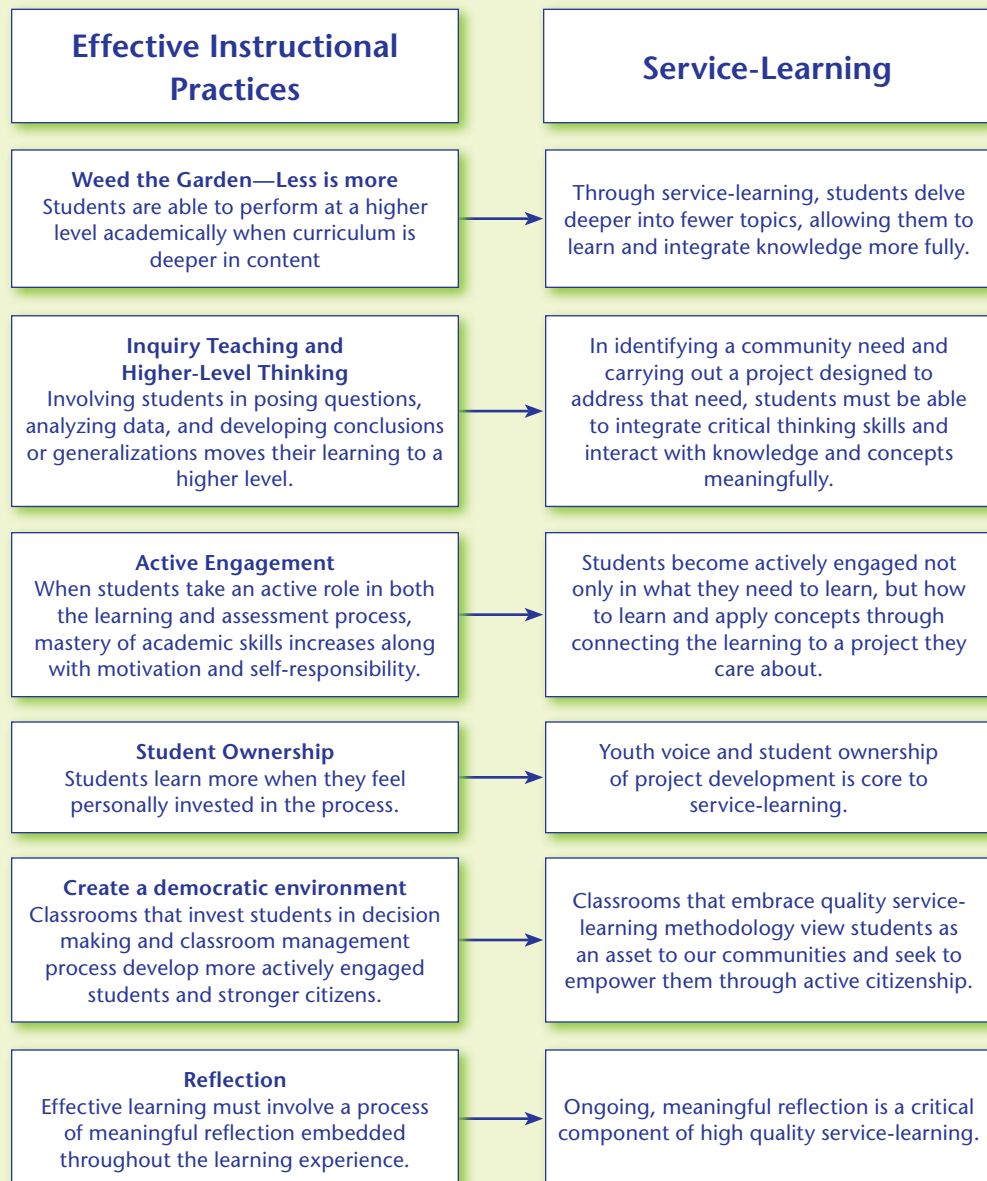 Effective Instructional
Practices
Service-Learning
Weed the Garden—Less is more
Students are able to perform at a higher
level academically when curriculum is
deeper in content
Through service-learning, students delve
deeper into fewer topics, allowing them to
learn and integrate knowledge more fully.
Inquiry Teaching and
Higher-Level Thinking
Involving students in posing questions,
analyzing data, and developing conclusions
or generalizations moves their learning to a
higher level.
In identifying a community need and
carrying out a project designed to
address that need, students must be able
to integrate critical thinking skills and
interact with knowledge and concepts
meaningfully.
Active Engagement
When students take an active role in both
the learning and assessment process,
mastery of academic skills increases along
with motivation and self-responsibility.
Students become actively engaged not
only in what they need to learn, but how
to learn and apply concepts through
connecting the learning to a project they
care about.
Student Ownership
Students learn more when they feel
personally invested in the process.
Youth voice and student ownership
of project development is core to
service-learning.
Create a democratic environment
Classrooms that invest students in decision
making and classroom management
process develop more actively engaged
students and stronger citizens.
Classrooms that embrace quality service-
learning methodology view students as
an asset to our communities and seek to
empower them through active citizenship.
Reflection
Effective learning must involve a process
of meaningful reflection embedded
throughout the learning experience.
Ongoing, meaningful reflection is a critical
component of high quality service-learning.